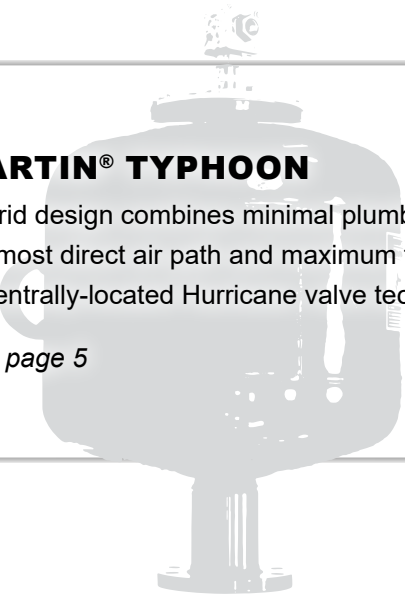 ARTIN® TYPHOON
rid design combines minimal plumb
most direct air path and maximum
entrally-located Hurricane valve tec
page 5